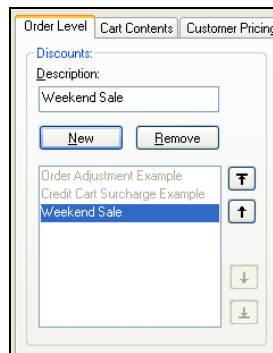 Order Level Cart Contents Customer Pricing
Discounts:
Description:
Weekend Sale
New Remove
Order Adjustment Example
Credit Cart Surcharge Example
Weekend Sale